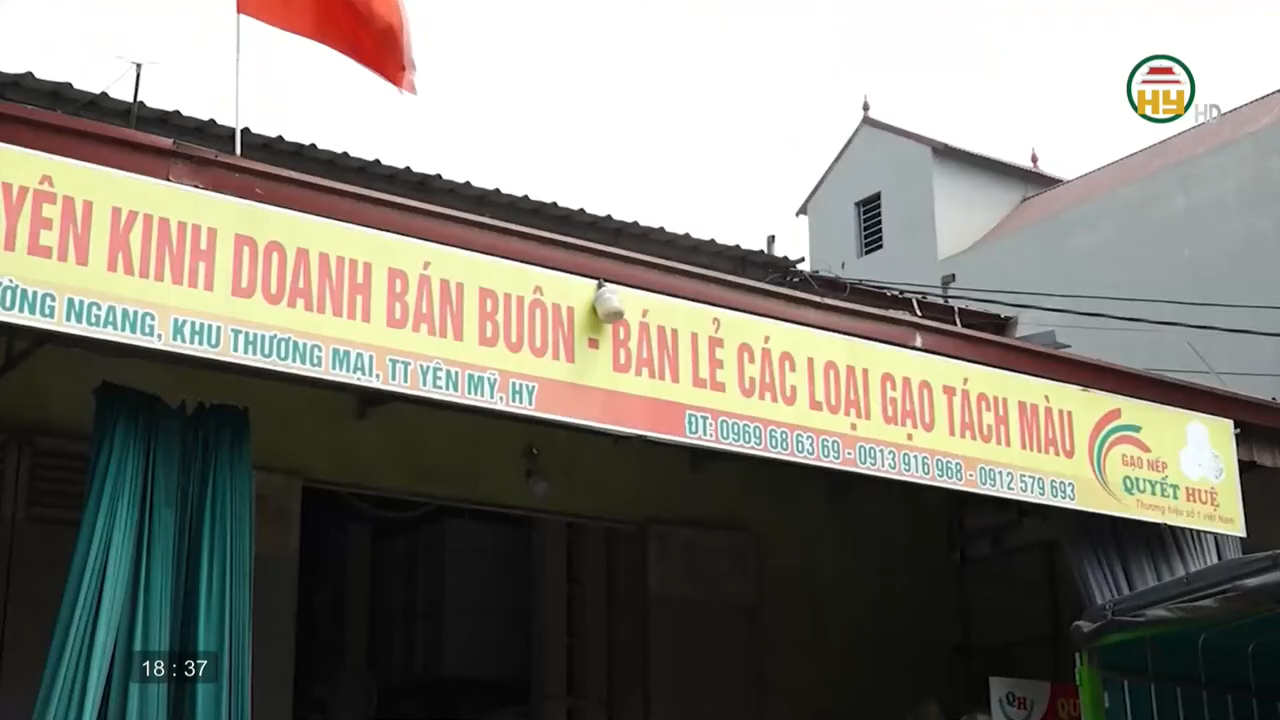 HY HD
YÊN KINH DOANH BÁN BUÔN - BÁN LẺ CÁC LOẠI GẠO TÁCH MÀU
ỜNG NGANG, KHU THƯƠNG MẠI, TT YÊN MỸ, HY
ĐT: 0969 68 63 69 - 0913 916 968 - 0912 579 693
GẠO NẾP
QUYẾT HUỆ
Thương hiệu số 1 Việt Nam
18 : 37
QH
QU